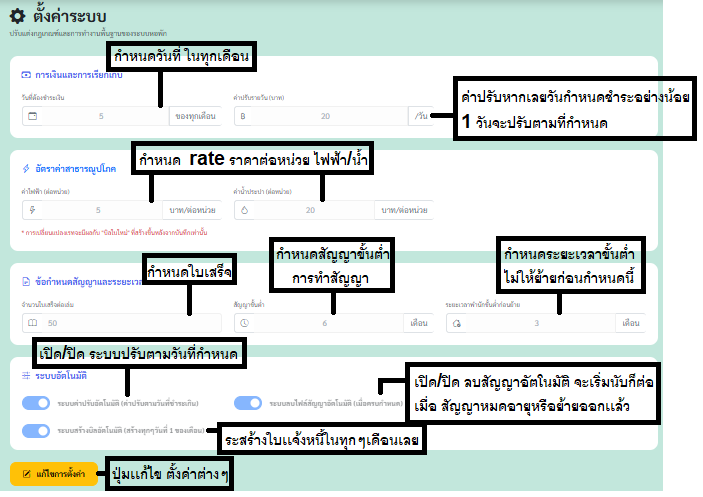 ตั้งค่าระบบ
ปรับแต่งกฎเกณฑ์และการทำงานพื้นฐานของระบบหอพัก
กำหนดวันที่ ในทุกเดือน
การเงินและการเรียกเก็บ
วันที่ต้องชำระเงิน
5
ของทุกเดือน
ค่าปรับรายวัน (บาท)
B
20
/วัน
ค่าปรับหากเลยวันกำหนดชำระอย่างน้อย
1 วันจะปรับตามที่กำหนด
กำหนด rate ราคาต่อหน่วย ไฟฟ้า/น้ำ
อัตราค่าสาธารณูปโภค
ค่าไฟฟ้า (ต่อหน่วย)
5
บาท/ต่อหน่วย
ค่าน้ำประปา (ต่อหน่วย)
20
บาท/ต่อหน่วย
* การเปลี่ยนแปลงเรทจะมีผลกับ "บิลใบใหม่" ที่สร้างขึ้นหลังจากบันทึกเท่านั้น
กำหนดใบเสร็จ
กำหนดสัญญาขั้นต่ำ
การทำสัญญา
กำหนดระยะเวลาขั้นต่ำ
ไม่ให้ย้ายก่อนกำหนดนี้
ข้อกำหนดสัญญาและระยะเวลา
จำนวนใบเสร็จต่อเล่ม
50
สัญญาขั้นต่ำ
6
เดือน
ระยะเวลาพำนักขั้นต่ำก่อนย้าย
3
เดือน
เปิด/ปิด ระบบปรับตามวันที่กำหนด
ระบบอัตโนมัติ
ระบบค่าปรับอัตโนมัติ (ค่าปรับตามวันที่ชำระเกิน)
ระบบลบไฟล์สัญญาอัตโนมัติ (เมื่อครบกำหนด)
เปิด/ปิด ลบสัญญาอัตโนมัติ จะเริ่มนับก็ต่อ
เมื่อ สัญญาหมดอายุหรือย้ายออกแล้ว
ระบบสร้างบิลอัตโนมัติ (สร้างทุกๆวันที่ 1 ของเดือน)
ระสร้างใบแจ้งหนี้ในทุกๆเดือนเลย
แก้ไขการตั้งค่า
ปุ่มแก้ไข ตั้งค่าต่างๆ